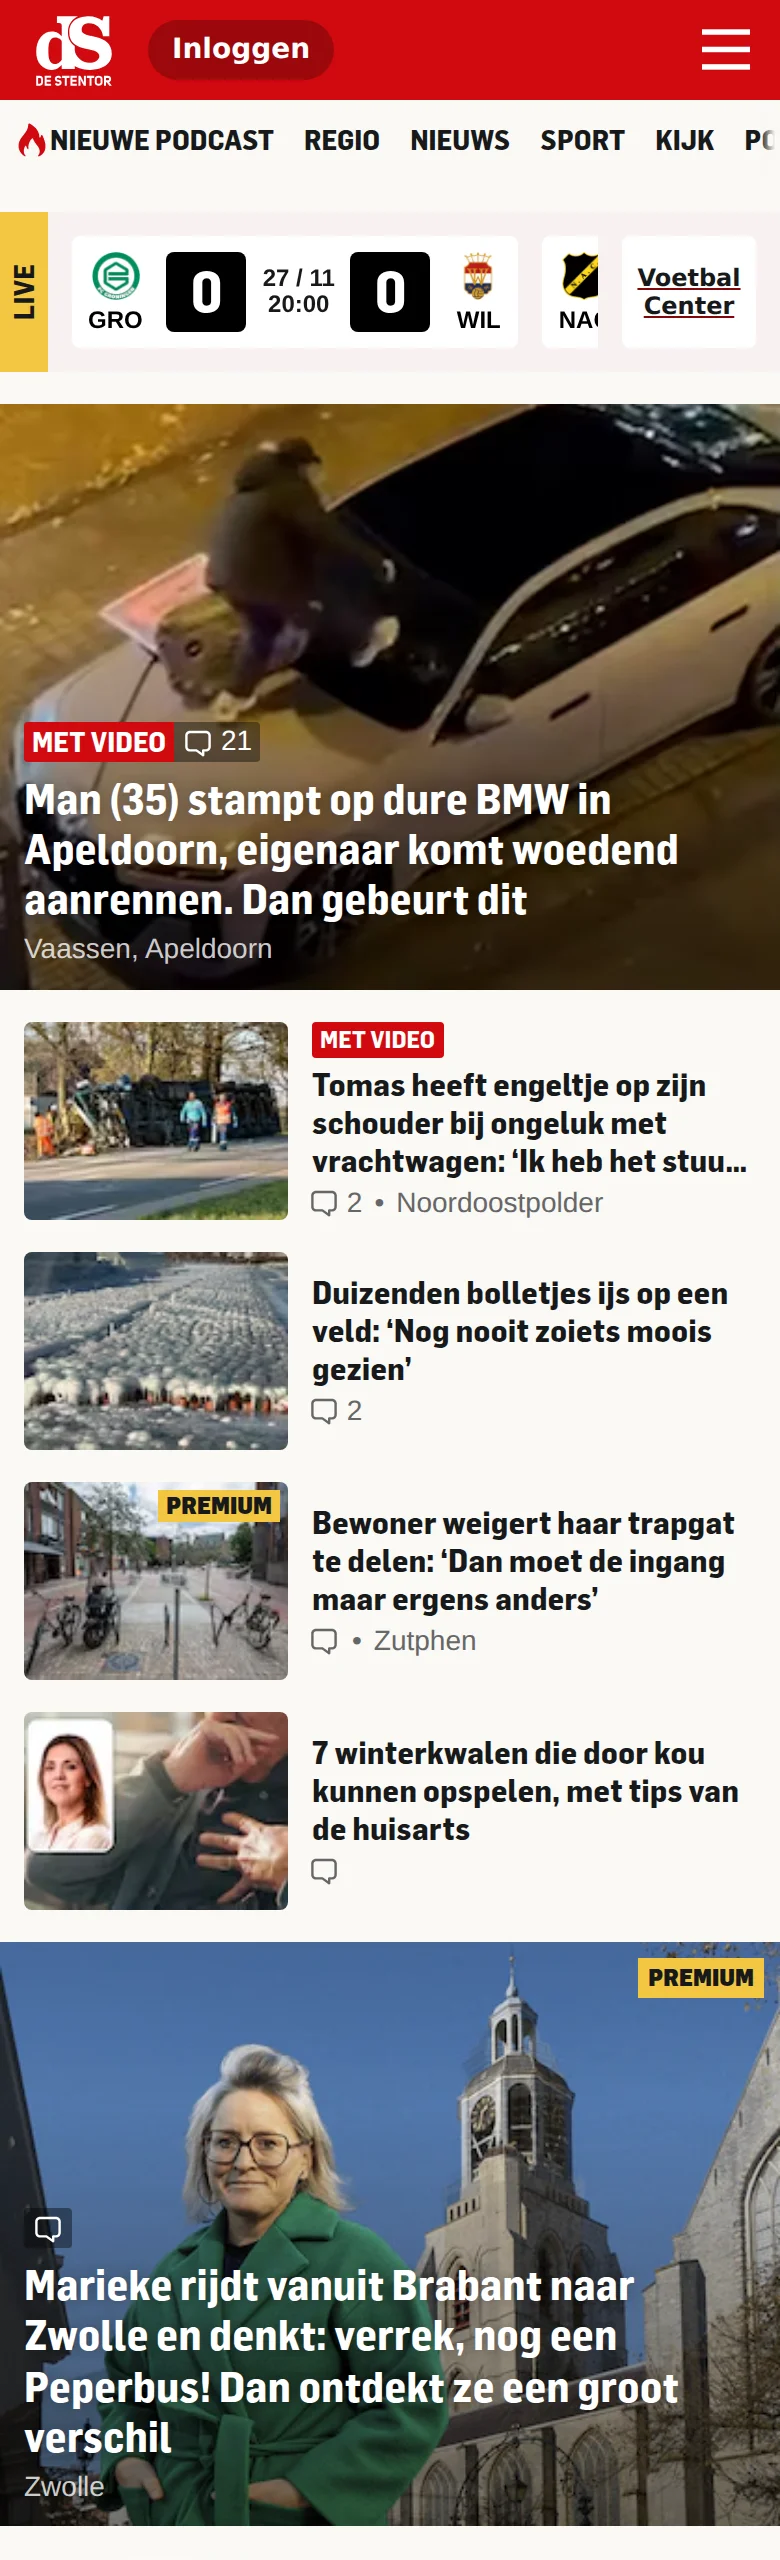 dS
DE STENTOR
Inloggen
NIEUWE PODCAST REGIO NIEUWS SPORT KIJK
LIVE
GRO 0 27 / 11 20:00 0 WIL
Voetbal
Center
MET VIDEO 21
Man (35) stampt op dure BMW in
Apeldoorn, eigenaar komt woedend
aanrennen. Dan gebeurt dit
Vaassen, Apeldoorn
MET VIDEO
Tomas heeft engeltje op zijn
schouder bij ongeluk met
vrachtwagen: ‘Ik heb het stuu...
2 • Noordoostpolder
Duizenden bolletjes ijs op een
veld: ‘Nog nooit zoiets moois
gezien’
2
PREMIUM
Bewoner weigert haar trapgat
te delen: ‘Dan moet de ingang
maar ergens anders’
• Zutphen
7 winterkwalen die door kou
kunnen opspelen, met tips van
de huisarts
PREMIUM
Marieke rijdt vanuit Brabant naar
Zwolle en denkt: verrek, nog een
Peperbus! Dan ontdekt ze een groot
verschil
Zwolle